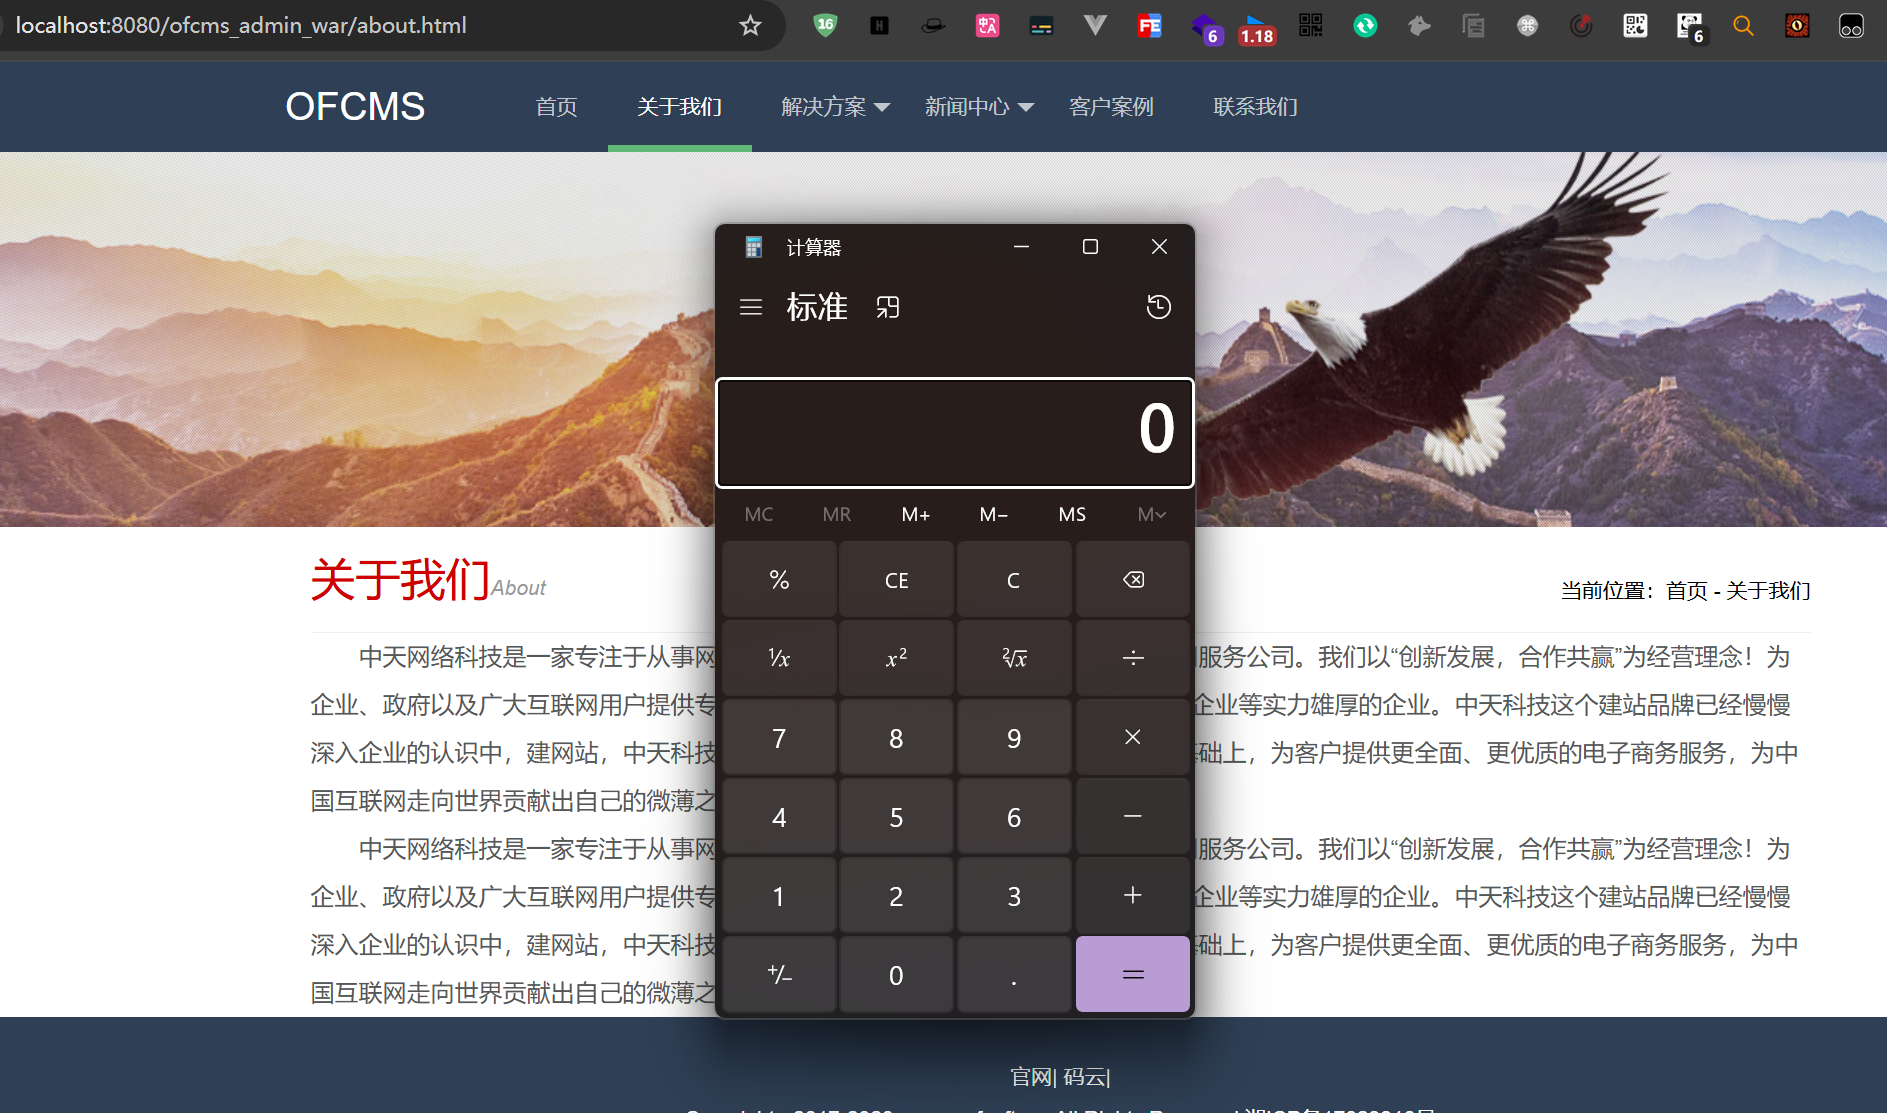 localhost:8080/ofcms_admin_war/about.html
16
6
1.18
6
OFCMS 首页 关于我们 解决方案 新闻中心 客户案例 联系我们
计算器
标准
0
MC MR M+ M− MS M
% CE C
¹/x x² ²√x ÷
7 8 9 ×
4 5 6 −
1 2 3 +
+/− 0 . =
关于我们About
当前位置：首页 - 关于我们
中天网络科技是一家专注于从事网
服务公司。我们以“创新发展，合作共赢”为经营理念！为
企业、政府以及广大互联网用户提供专
企业等实力雄厚的企业。中天科技这个建站品牌已经慢慢
深入企业的认识中，建网站，中天科技
础上，为客户提供更全面、更优质的电子商务服务，为中
国互联网走向世界贡献出自己的微薄之
中天网络科技是一家专注于从事网
服务公司。我们以“创新发展，合作共赢”为经营理念！为
企业、政府以及广大互联网用户提供专
企业等实力雄厚的企业。中天科技这个建站品牌已经慢慢
深入企业的认识中，建网站，中天科技
础上，为客户提供更全面、更优质的电子商务服务，为中
国互联网走向世界贡献出自己的微薄之
官网| 码云|